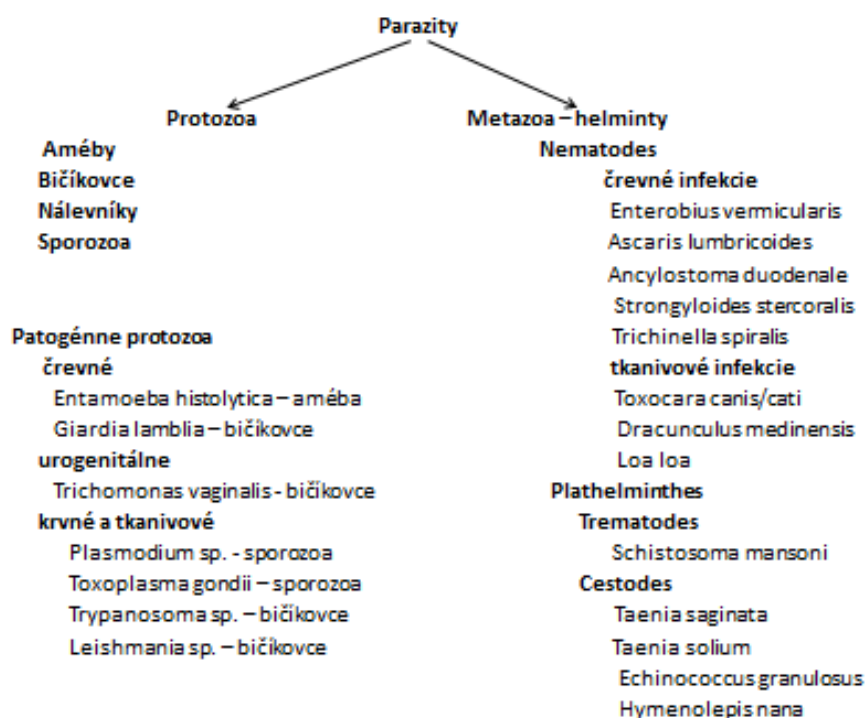 Parazity
Protozoa
Améby
Bičíkovce
Nálevníky
Sporozoa
Patogénne protozoa
črevné
Entamoeba histolytica – améba
Giardia lamblia – bičíkovce
urogenitálne
Trichomonas vaginalis - bičíkovce
krvné a tkanivové
Plasmodium sp. - sporozoa
Toxoplasma gondii – sporozoa
Trypanosoma sp. – bičíkovce
Leishmania sp. – bičíkovce
Metazoa – helminty
Nematodes
črevné infekcie
Enterobius vermicularis
Ascaris lumbricoides
Ancylostoma duodenale
Strongyloides stercoralis
Trichinella spiralis
tkanivové infekcie
Toxocara canis/cati
Dracunculus medinensis
Loa loa
Plathelminthes
Trematodes
Schistosoma mansoni
Cestodes
Taenia saginata
Taenia solium
Echinococcus granulosus
Hymenolepis nana